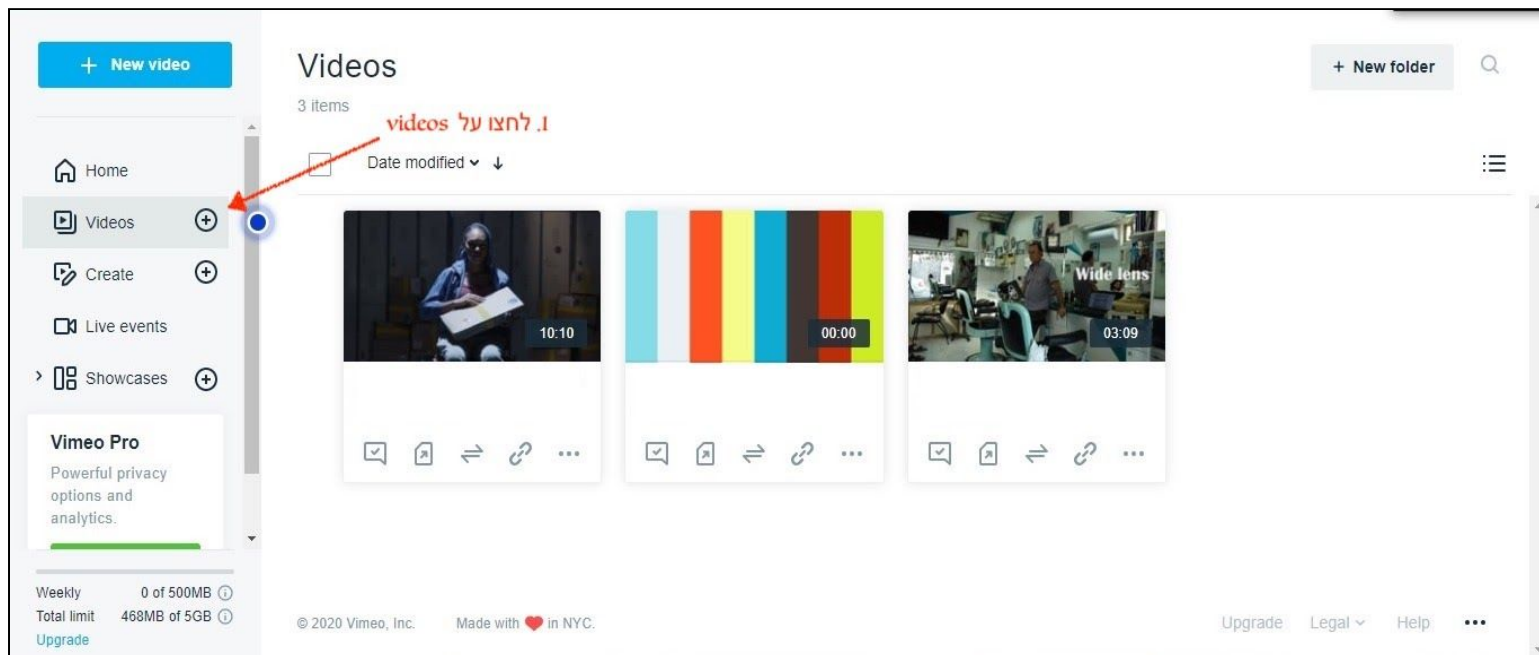 + New video
Home
Videos
Create
Live events
Showcases
Vimeo Pro
Powerful privacy
options and
analytics.
Weekly 0 of 500MB
Total limit 468MB of 5GB
Upgrade
Videos
+ New folder
3 items
1. לחצו על videos
Date modified
10:10
00:00
Wide lens
03:09
© 2020 Vimeo, Inc. Made with ❤ in NYC.
Upgrade Legal Help